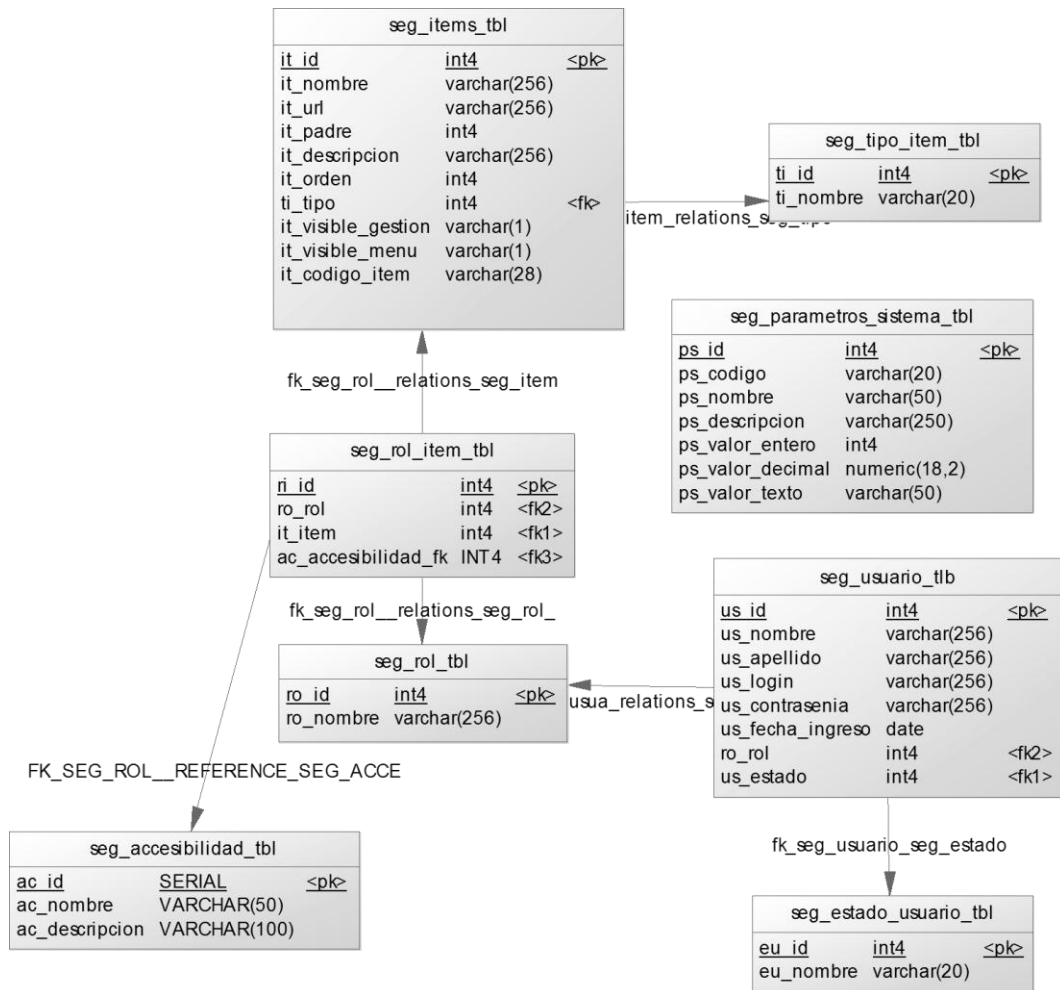 seg_items_tbl
it_id int4 <pk>
it_nombre varchar(256)
it_url varchar(256)
it_padre int4
it_descripcion varchar(256)
it_orden int4
ti_tipo int4 <fk>
it_visible_gestion varchar(1)
it_visible_menu varchar(1)
it_codigo_item varchar(28)
seg_tipo_item_tbl
ti_id int4 <pk>
ti_nombre varchar(20)
item_relations_seg_tipo
seg_parametros_sistema_tbl
ps_id int4 <pk>
ps_codigo varchar(20)
ps_nombre varchar(50)
ps_descripcion varchar(250)
ps_valor_entero int4
ps_valor_decimal numeric(18,2)
ps_valor_texto varchar(50)
fk_seg_rol__relations_seg_item
seg_rol_item_tbl
ri_id int4 <pk>
ro_rol int4 <fk2>
it_item int4 <fk1>
ac_accesibilidad_fk INT4 <fk3>
fk_seg_rol__relations_seg_rol_
seg_rol_tbl
ro_id int4 <pk>
ro_nombre varchar(256)
usua_relations_s
seg_usuario_tlb
us_id int4 <pk>
us_nombre varchar(256)
us_apellido varchar(256)
us_login varchar(256)
us_contrasenia varchar(256)
us_fecha_ingreso date
ro_rol int4 <fk2>
us_estado int4 <fk1>
FK_SEG_ROL__REFERENCE_SEG_ACCE
seg_accesibilidad_tbl
ac_id SERIAL <pk>
ac_nombre VARCHAR(50)
ac_descripcion VARCHAR(100)
fk_seg_usuario_seg_estado
seg_estado_usuario_tbl
eu_id int4 <pk>
eu_nombre varchar(20)